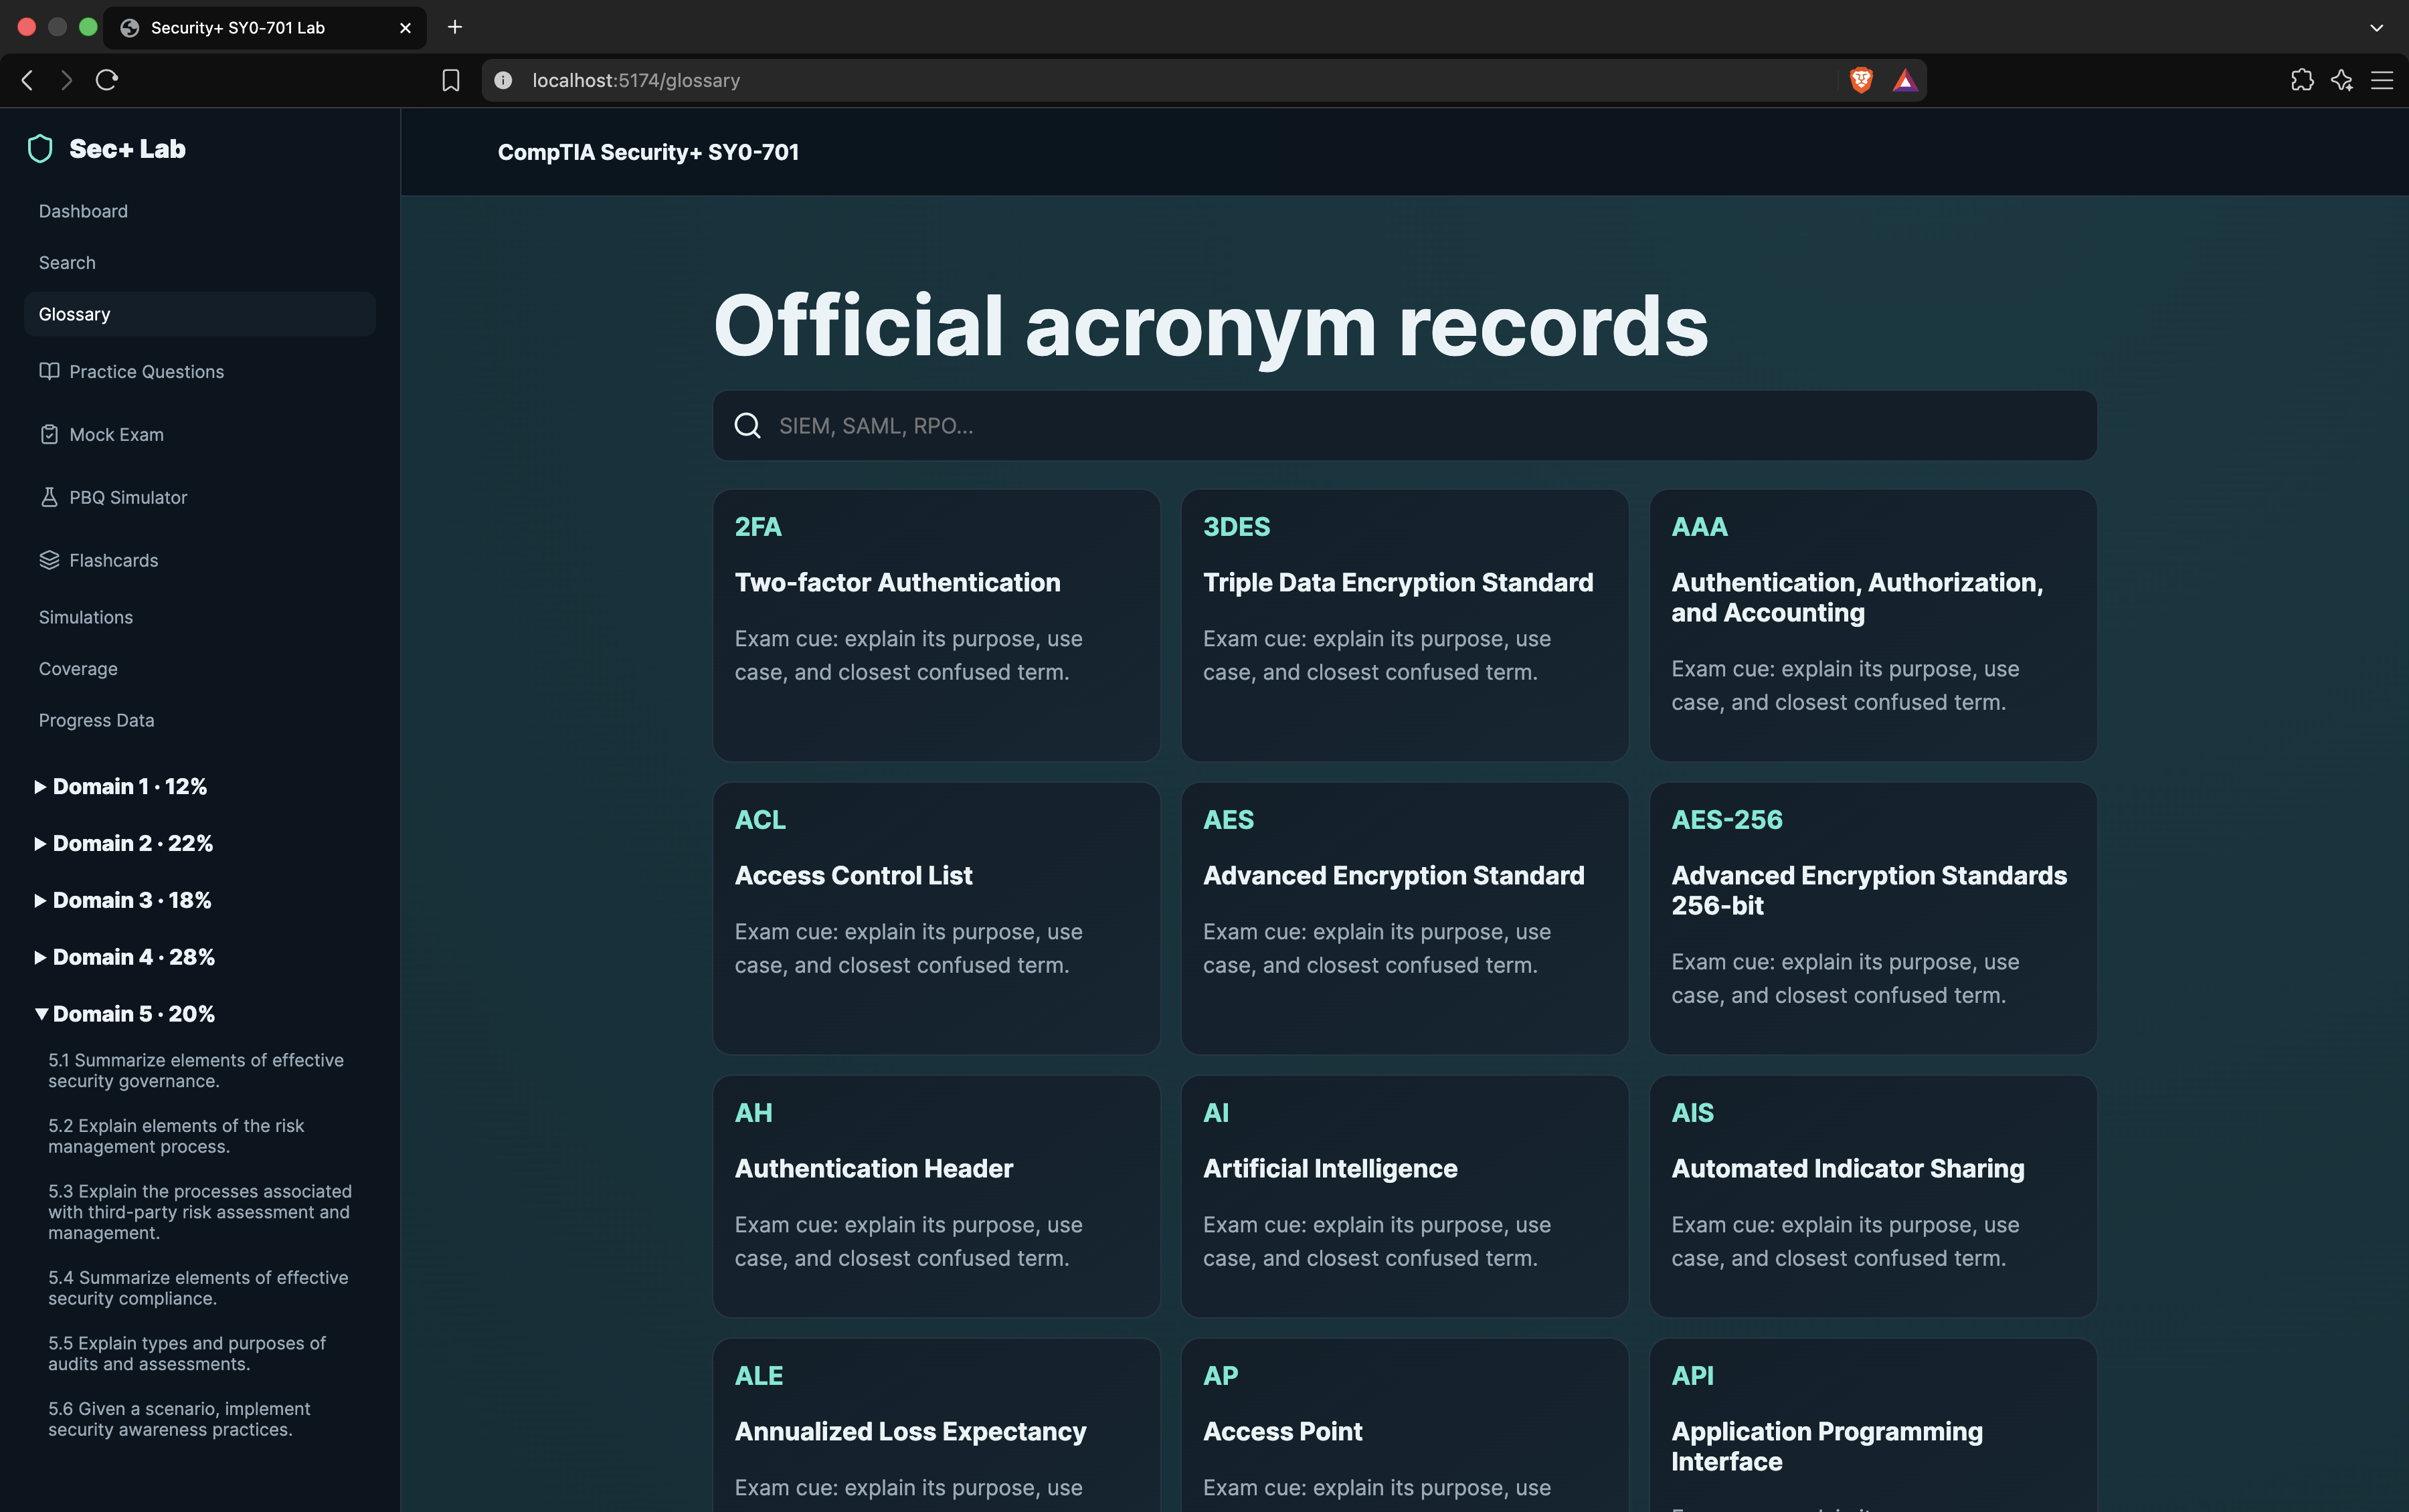 Security+ SY0-701 Lab
localhost:5174/glossary
Sec+ Lab
Dashboard
Search
Glossary
Practice Questions
Mock Exam
PBQ Simulator
Flashcards
Simulations
Coverage
Progress Data
Domain 1 · 12%
Domain 2 · 22%
Domain 3 · 18%
Domain 4 · 28%
Domain 5 · 20%
5.1 Summarize elements of effective
security governance.
5.2 Explain elements of the risk
management process.
5.3 Explain the processes associated
with third-party risk assessment and
management.
5.4 Summarize elements of effective
security compliance.
5.5 Explain types and purposes of
audits and assessments.
5.6 Given a scenario, implement
security awareness practices.
CompTIA Security+ SY0-701
Official acronym records
SIEM, SAML, RPO...
2FA
Two-factor Authentication
Exam cue: explain its purpose, use
case, and closest confused term.
3DES
Triple Data Encryption Standard
Exam cue: explain its purpose, use
case, and closest confused term.
AAA
Authentication, Authorization,
and Accounting
Exam cue: explain its purpose, use
case, and closest confused term.
ACL
Access Control List
Exam cue: explain its purpose, use
case, and closest confused term.
AES
Advanced Encryption Standard
Exam cue: explain its purpose, use
case, and closest confused term.
AES-256
Advanced Encryption Standards
256-bit
Exam cue: explain its purpose, use
case, and closest confused term.
AH
Authentication Header
Exam cue: explain its purpose, use
case, and closest confused term.
AI
Artificial Intelligence
Exam cue: explain its purpose, use
case, and closest confused term.
AIS
Automated Indicator Sharing
Exam cue: explain its purpose, use
case, and closest confused term.
ALE
Annualized Loss Expectancy
Exam cue: explain its purpose, use
AP
Access Point
Exam cue: explain its purpose, use
API
Application Programming
Interface